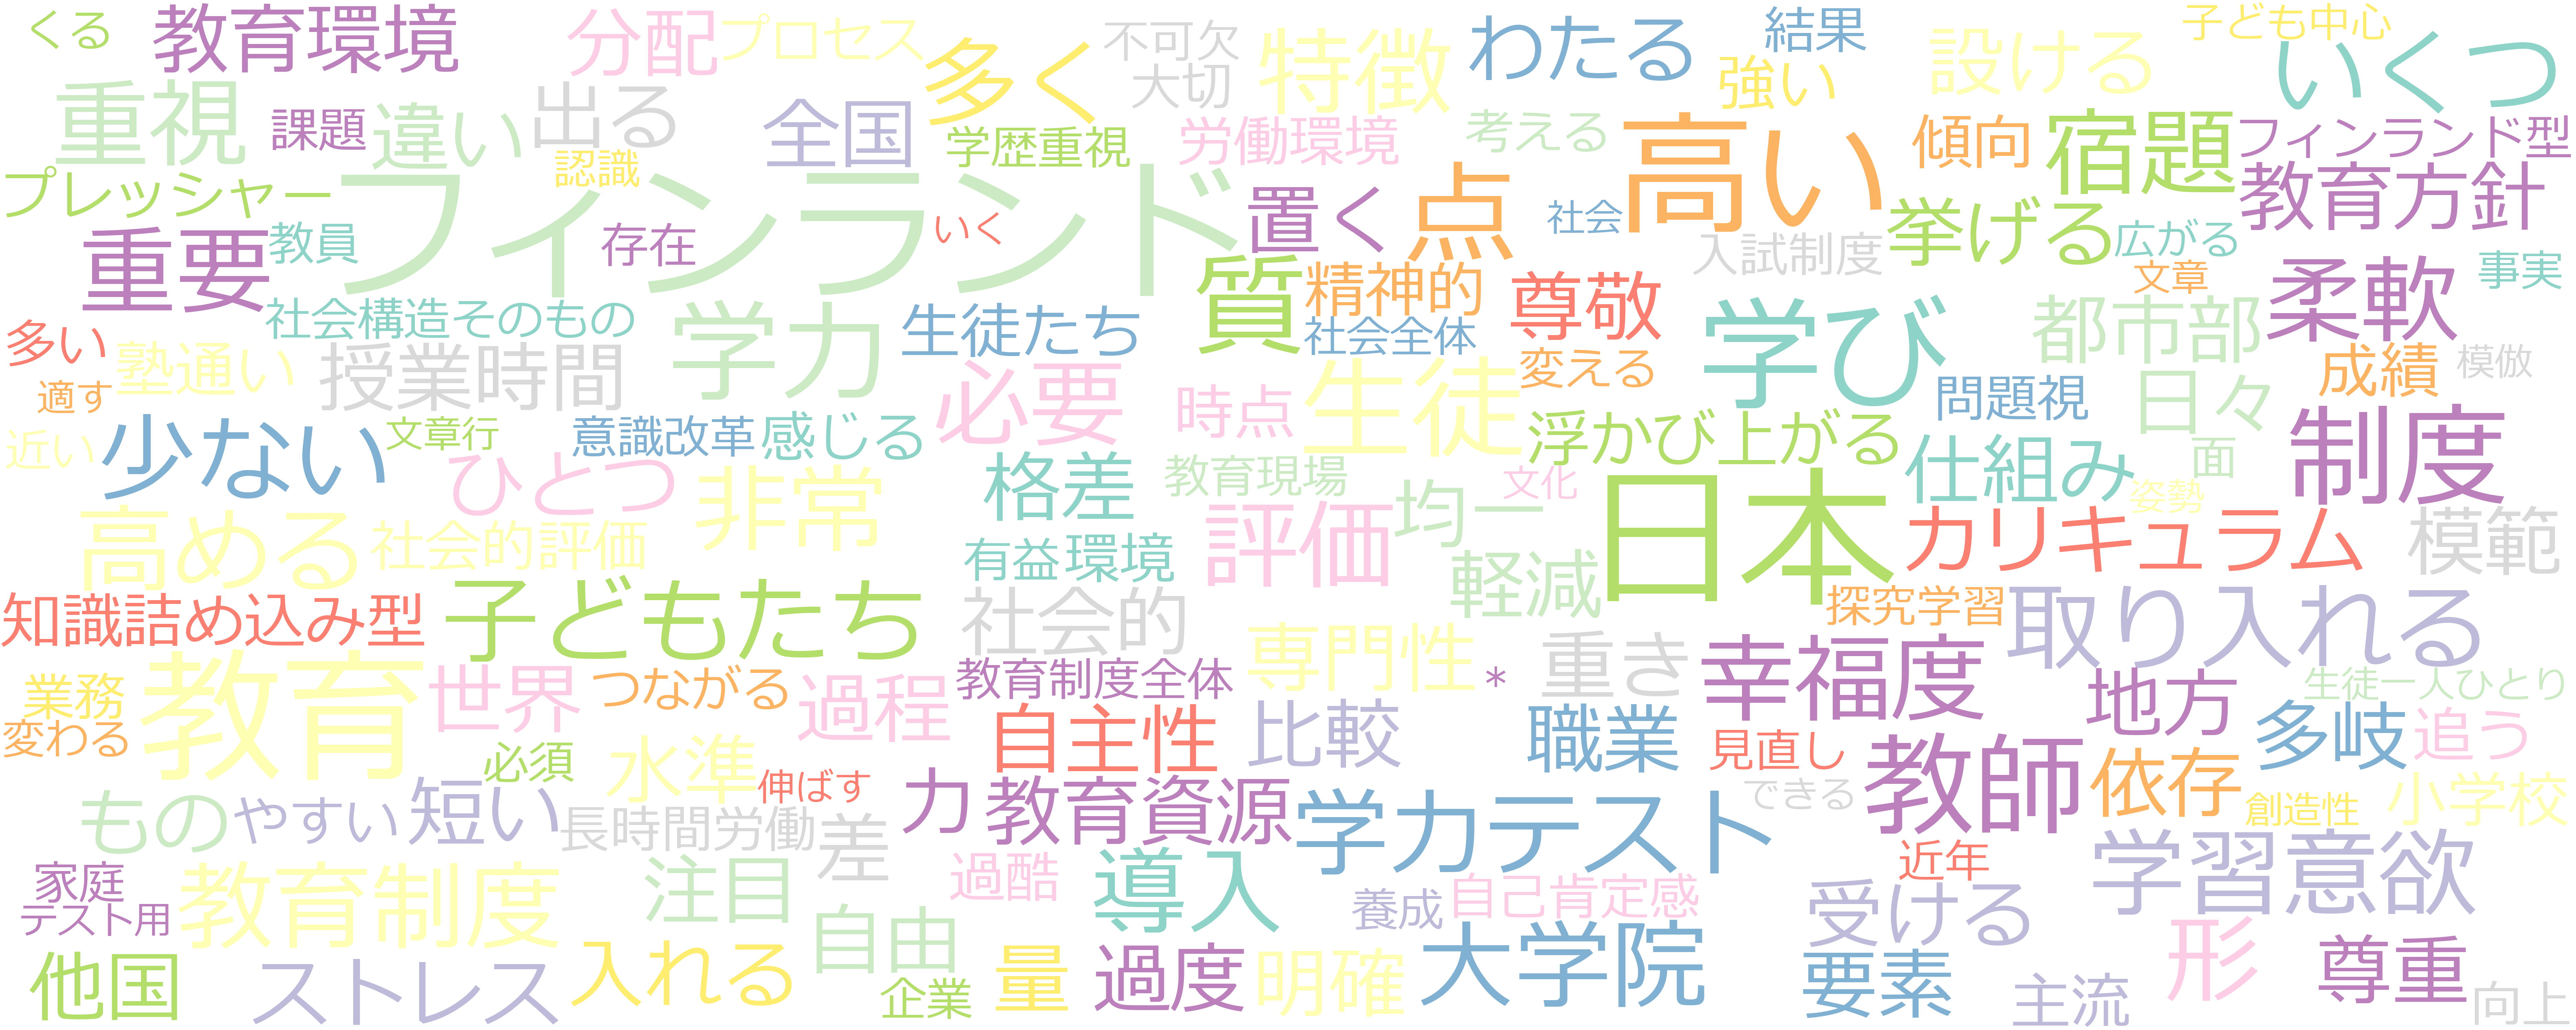 くる
教育環境
分配
プロセス
多く
不可欠
大切
特徴
わたる
結果
強い
設ける
子ども中心
いくつ
重視
課題
違い
出る
認識
全国
学歴重視
労働環境
考える
高い
傾向
宿題
フィンランド型
教育方針
プレッシャー
フィンランド
いく
置く
点
社会
入試制度
挙げる
広がる
文章
事実
重要
教員
存在
社会構造そのもの
学力
生徒たち
質
精神的
社会全体
尊敬
変える
学び
都市部
柔軟
多い
塾通い
適す
授業時間
必要
時点
生徒
問題視
日々
成績
模倣
近い
少ない
文章行
意識改革
感じる
ひとつ
非常
格差
教育現場
文化
浮かび上がる
仕組み
面
姿勢
制度
高める
社会的評価
有益
環境
評価
均一
軽減
日本
カリキュラム
模範
知識詰め込み型
子どもたち
社会的
専門性
*
重き
探究学習
取り入れる
幸福度
業務
変わる
教育
世界
つながる
過程
教育制度全体
自主性
比較
職業
見直し
地方
生徒一人ひとり
多岐
追う
必須
水準
伸ばす
力
教育資源
学力テスト
できる
教師
依存
創造性
小学校
もの
やすい
短い
長時間労働
差
過酷
導入
養成
自己肯定感
近年
学習意欲
家庭
テスト用
教育制度
注目
自由
受ける
他国
ストレス
入れる
企業
量
過度
明確
大学院
要素
主流
形
尊重
向上